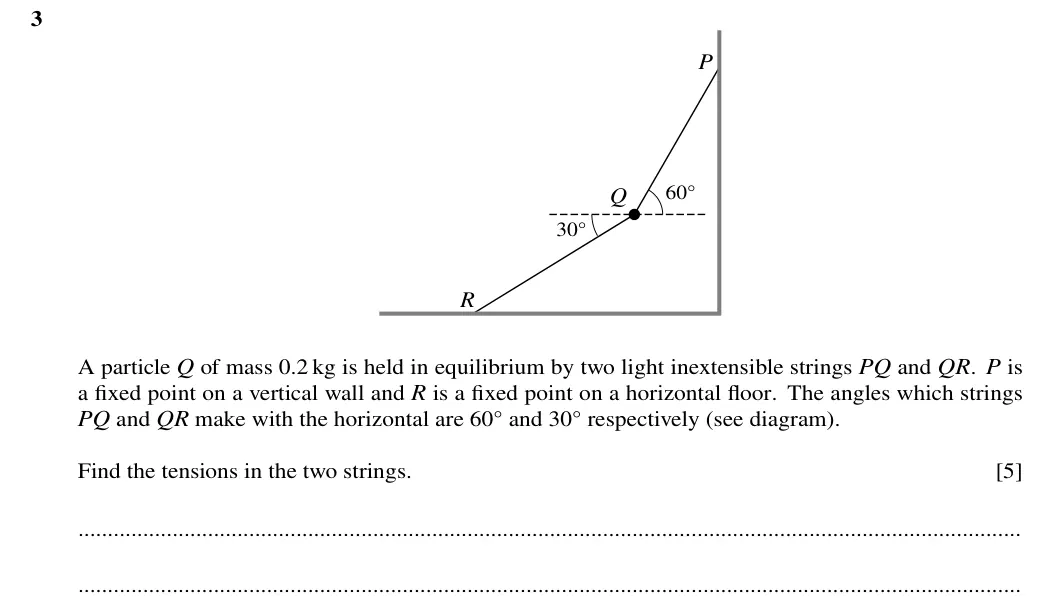 3
P
Q
60°
30°
R
A particle Q of mass 0.2 kg is held in equilibrium by two light inextensible strings PQ and QR. P is
a fixed point on a vertical wall and R is a fixed point on a horizontal floor. The angles which strings
PQ and QR make with the horizontal are 60° and 30° respectively (see diagram).
Find the tensions in the two strings. [5]